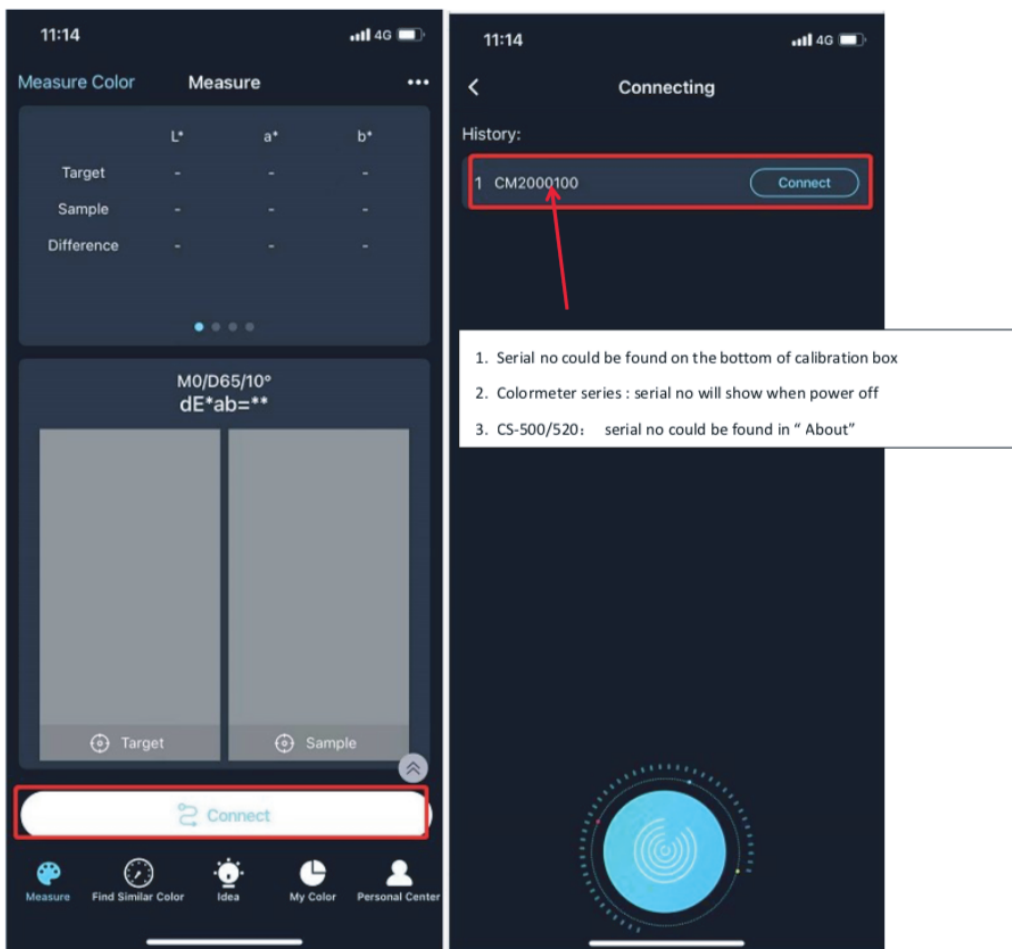 11:14
4G
Measure Color Measure
L* a* b*
Target - - -
Sample - - -
Difference - - -
M0/D65/10°
dE*ab=**
Target
Sample
Connect
Measure Find Similar Color Idea My Color Personal Center
11:14
4G
Connecting
History:
1 CM2000100 Connect
1. Serial no could be found on the bottom of calibration box
2. Colormeter series : serial no will show when power off
3. CS-500/520： serial no could be found in “ About”